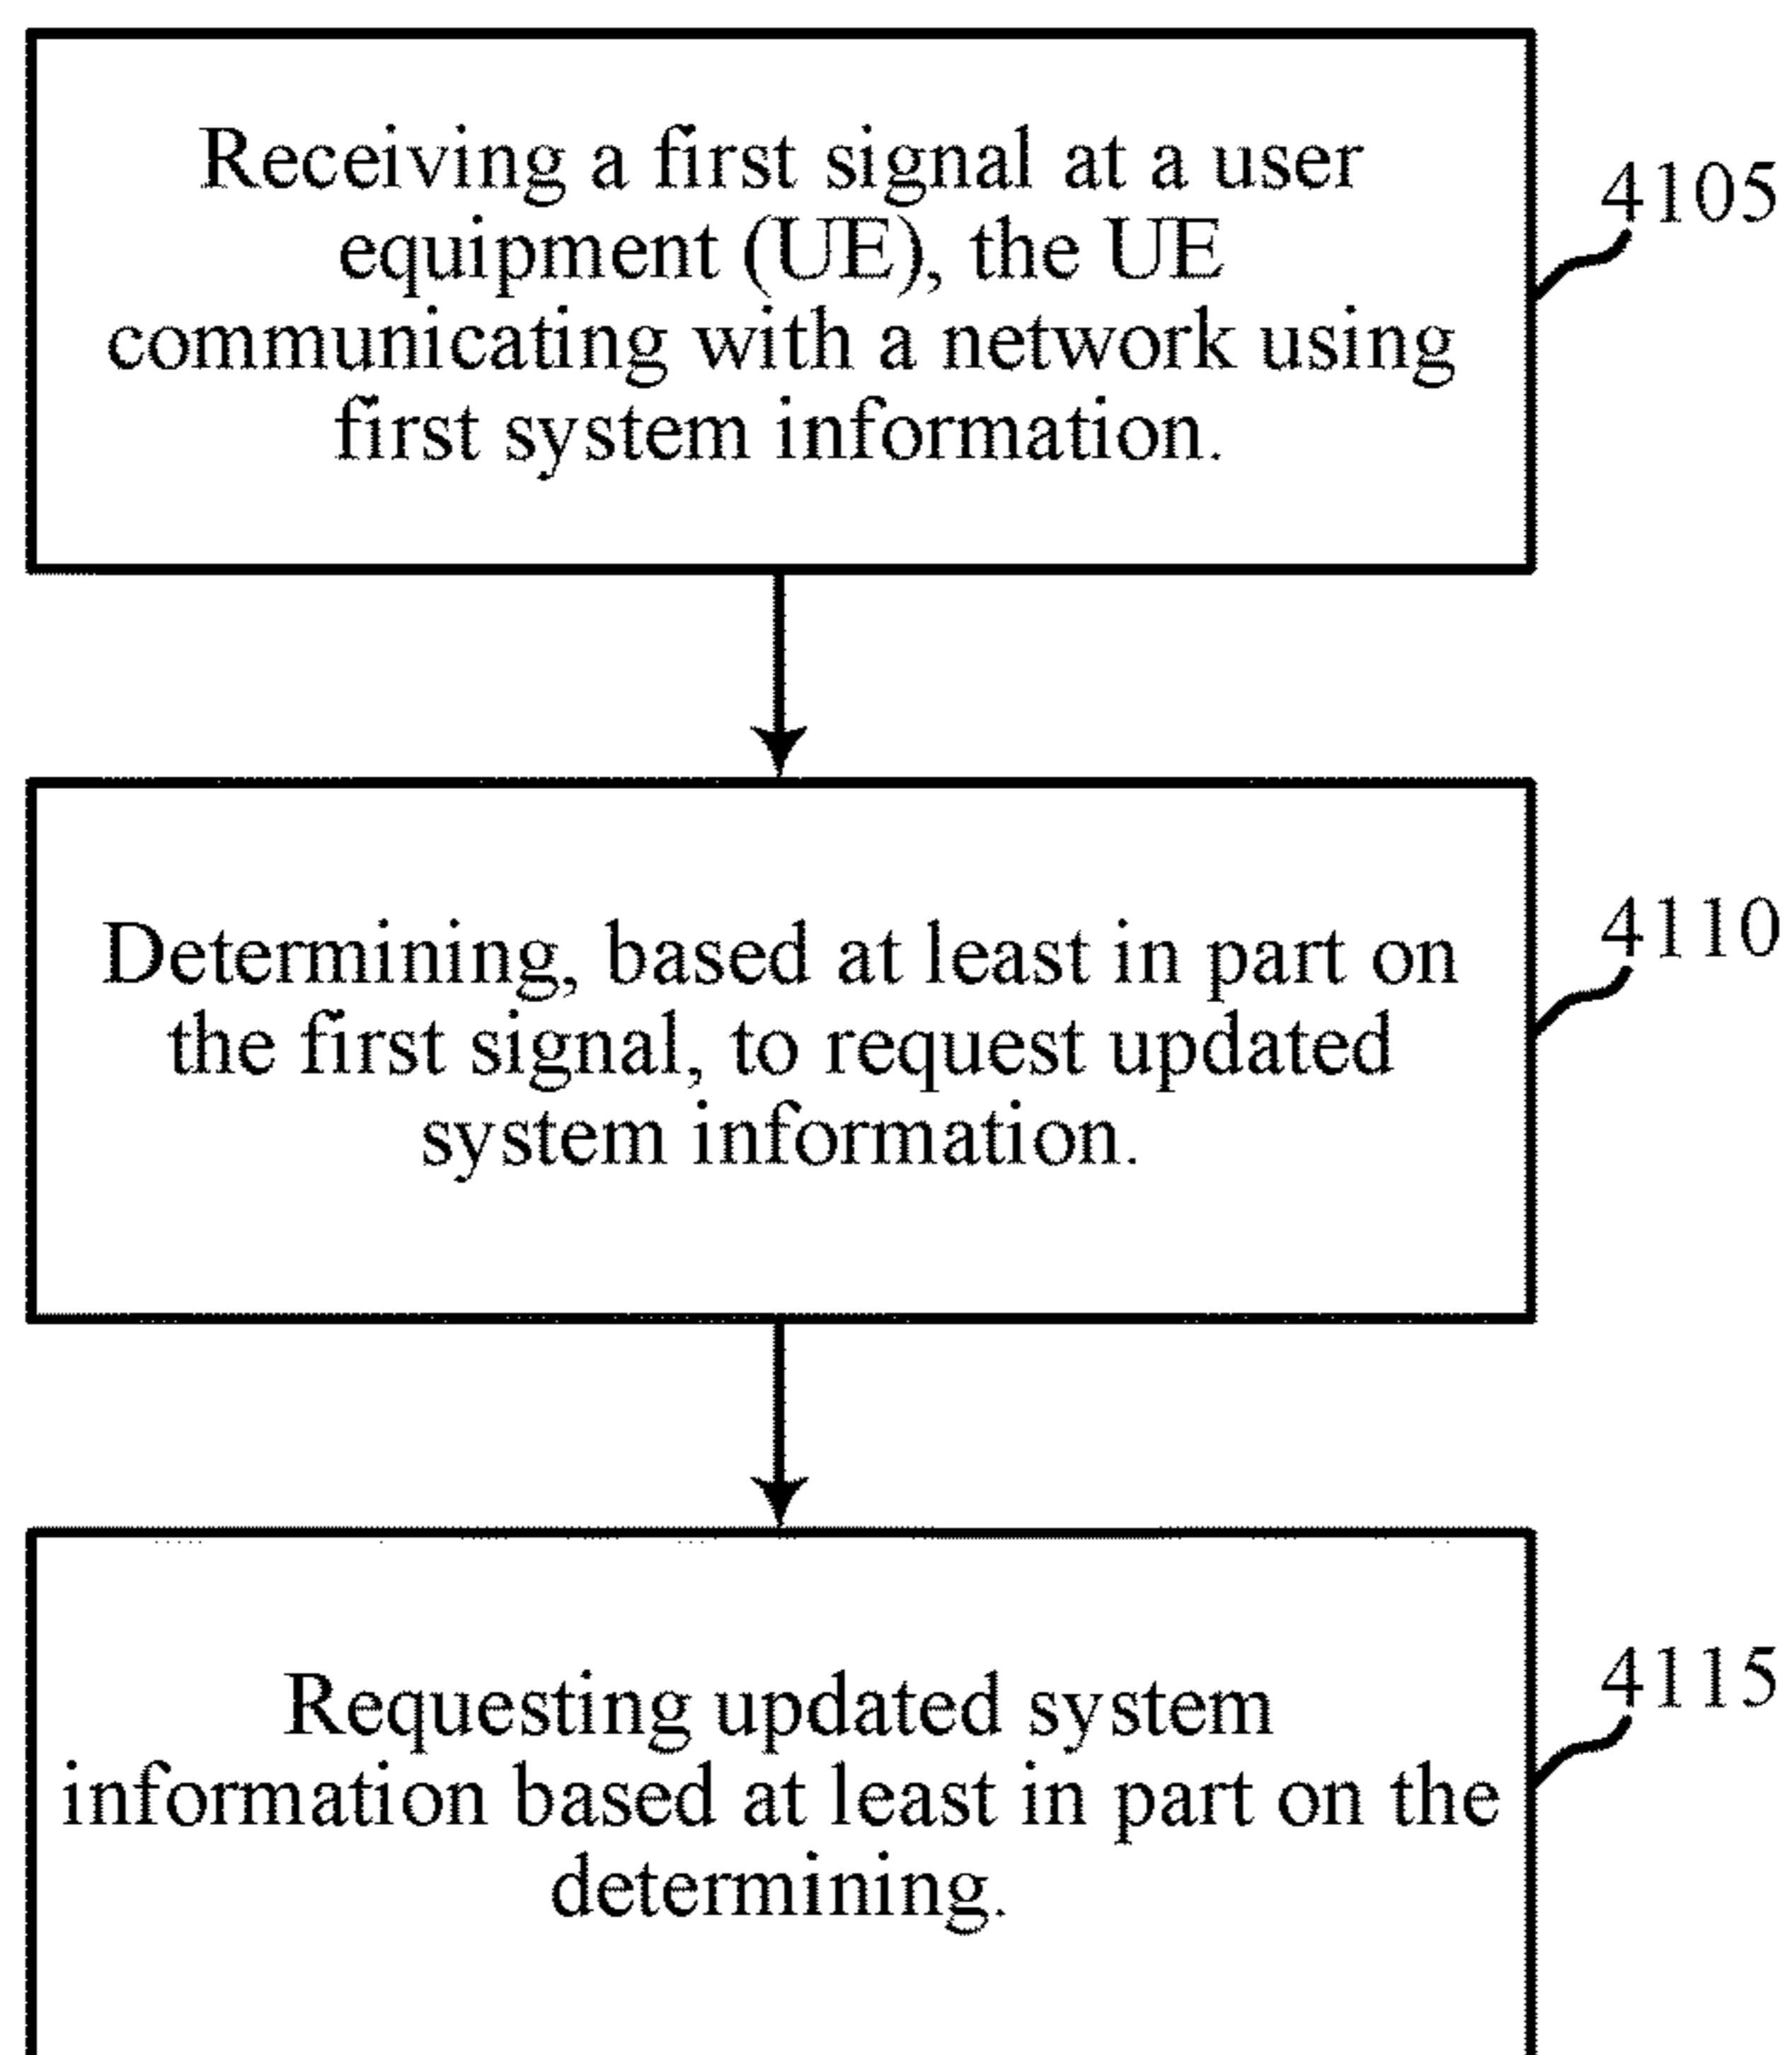 Receiving a first signal at a user
equipment (UE), the UE
communicating with a network using
first system information.
4105
Determining, based at least in part on
the first signal, to request updated
system information.
4110
Requesting updated system
information based at least in part on the
determining.
4115